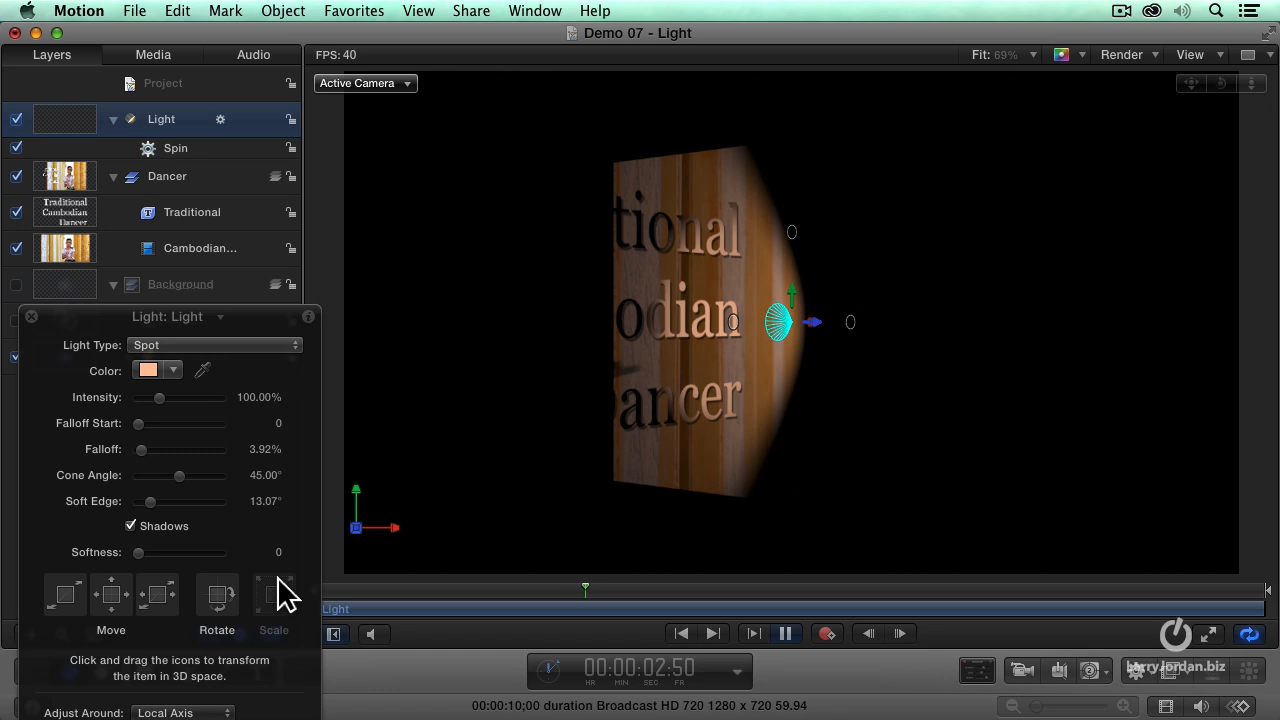 Motion File Edit Mark Object Favorites View Share Window Help
Demo 07 - Light
Layers Media Audio
FPS: 40
Fit: 69% Render View
Project
Active Camera
Light
Spin
Dancer
Traditional
Cambodian
Dancer
Traditional
Cambodian...
Background
tional
odian
ancer
Light: Light
Light Type: Spot
Color:
Intensity: 100.00%
Falloff Start: 0
Falloff: 3.92%
Cone Angle: 45.00°
Soft Edge: 13.07°
Shadows
Softness: 0
Move Rotate Scale
Click and drag the icons to transform
the item in 3D space.
Adjust Around: Local Axis
Light
00:00:02:50
HR MIN SEC FR
larryjordan.biz
00:00:10;00 duration Broadcast HD 720 1280 x 720 59.94